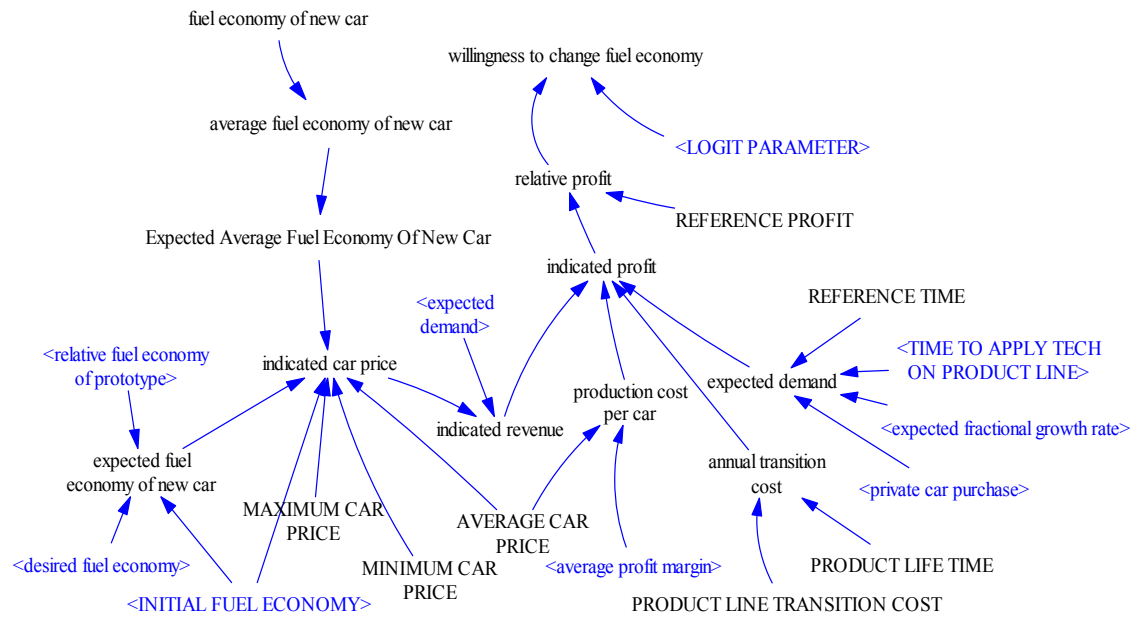 fuel economy of new car
willingness to change fuel economy
average fuel economy of new car
<LOGIT PARAMETER>
relative profit
REFERENCE PROFIT
Expected Average Fuel Economy Of New Car
indicated profit
REFERENCE TIME
<expected
demand>
<relative fuel economy
of prototype>
indicated car price
<TIME TO APPLY TECH
ON PRODUCT LINE>
expected demand
production cost
per car
indicated revenue
<expected fractional growth rate>
expected fuel
economy of new car
annual transition
cost
<private car purchase>
MAXIMUM CAR
PRICE
AVERAGE CAR
PRICE
<desired fuel economy>
MINIMUM CAR
PRICE
<average profit margin>
PRODUCT LIFE TIME
<INITIAL FUEL ECONOMY>
PRODUCT LINE TRANSITION COST